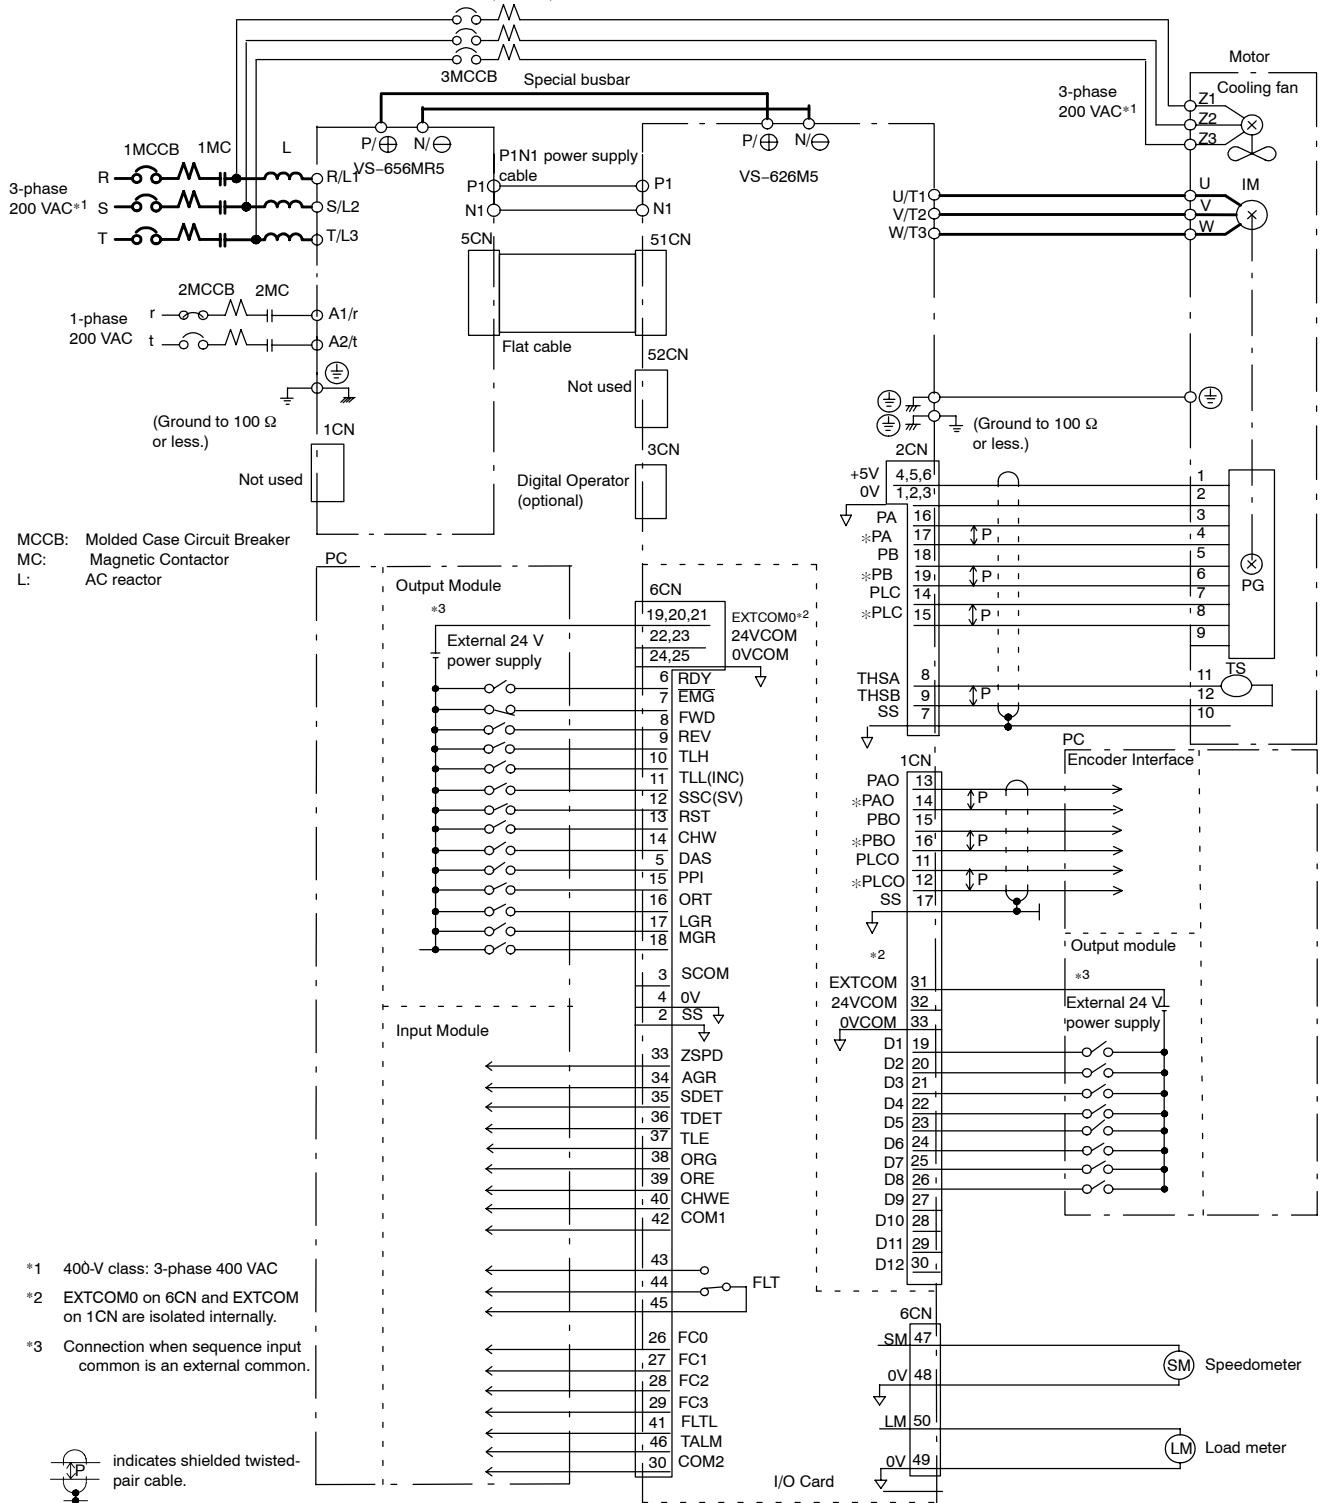 3MCCB
Special busbar
Motor
Cooling fan
3-phase
200 VAC*1
Z1
Z2
Z3
P/⊕ N/⊖
VS-656MR5
P/⊕ N/⊖
VS-626M5
1MCCB 1MC L
3-phase
200 VAC*1
R R/L1
S S/L2
T T/L3
P1N1 power supply
cable
P1 P1
N1 N1
U/T1 U IM
V/T2 V
W/T3 W
5CN 51CN
Flat cable
2MCCB 2MC
1-phase
200 VAC
r A1/r
t A2/t
(Ground to 100 Ω
or less.)
52CN
Not used
1CN
Not used
3CN
Digital Operator
(optional)
(Ground to 100 Ω
or less.)
2CN
+5V 4,5,6 1
0V 1,2,3 2
PA 16 3
*PA 17 P 4
PB 18 5
*PB 19 P 6
PLC 14 7
*PLC 15 P 8
9
PG
THSA 8 11 TS
THSB 9 P 12
SS 7 10
MCCB: Molded Case Circuit Breaker
MC: Magnetic Contactor
L: AC reactor
PC
Output Module
*3
External 24 V
power supply
6CN
19,20,21 EXTCOM0*2
22,23 24VCOM
24,25 0VCOM
6 RDY
7 EMG
8 FWD
9 REV
10 TLH
11 TLL(INC)
12 SSC(SV)
13 RST
14 CHW
5 DAS
15 PPI
16 ORT
17 LGR
18 MGR
3 SCOM
4 0V
2 SS
Input Module
33 ZSPD
34 AGR
35 SDET
36 TDET
37 TLE
38 ORG
39 ORE
40 CHWE
42 COM1
43
44 FLT
45
26 FC0
27 FC1
28 FC2
29 FC3
41 FLTL
46 TALM
30 COM2
I/O Card
1CN
PAO 13
*PAO 14 P
PBO 15
*PBO 16 P
PLCO 11
*PLCO 12 P
SS 17
PC
Encoder Interface
Output module
*2
*3
EXTCOM 31
24VCOM 32
0VCOM 33
External 24 V
power supply
D1 19
D2 20
D3 21
D4 22
D5 23
D6 24
D7 25
D8 26
D9 27
D10 28
D11 29
D12 30
6CN
SM 47
SM Speedometer
0V 48
LM 50
LM Load meter
0V 49
*1 400-V class: 3-phase 400 VAC
*2 EXTCOM0 on 6CN and EXTCOM
on 1CN are isolated internally.
*3 Connection when sequence input
common is an external common.
P
indicates shielded twisted-
pair cable.